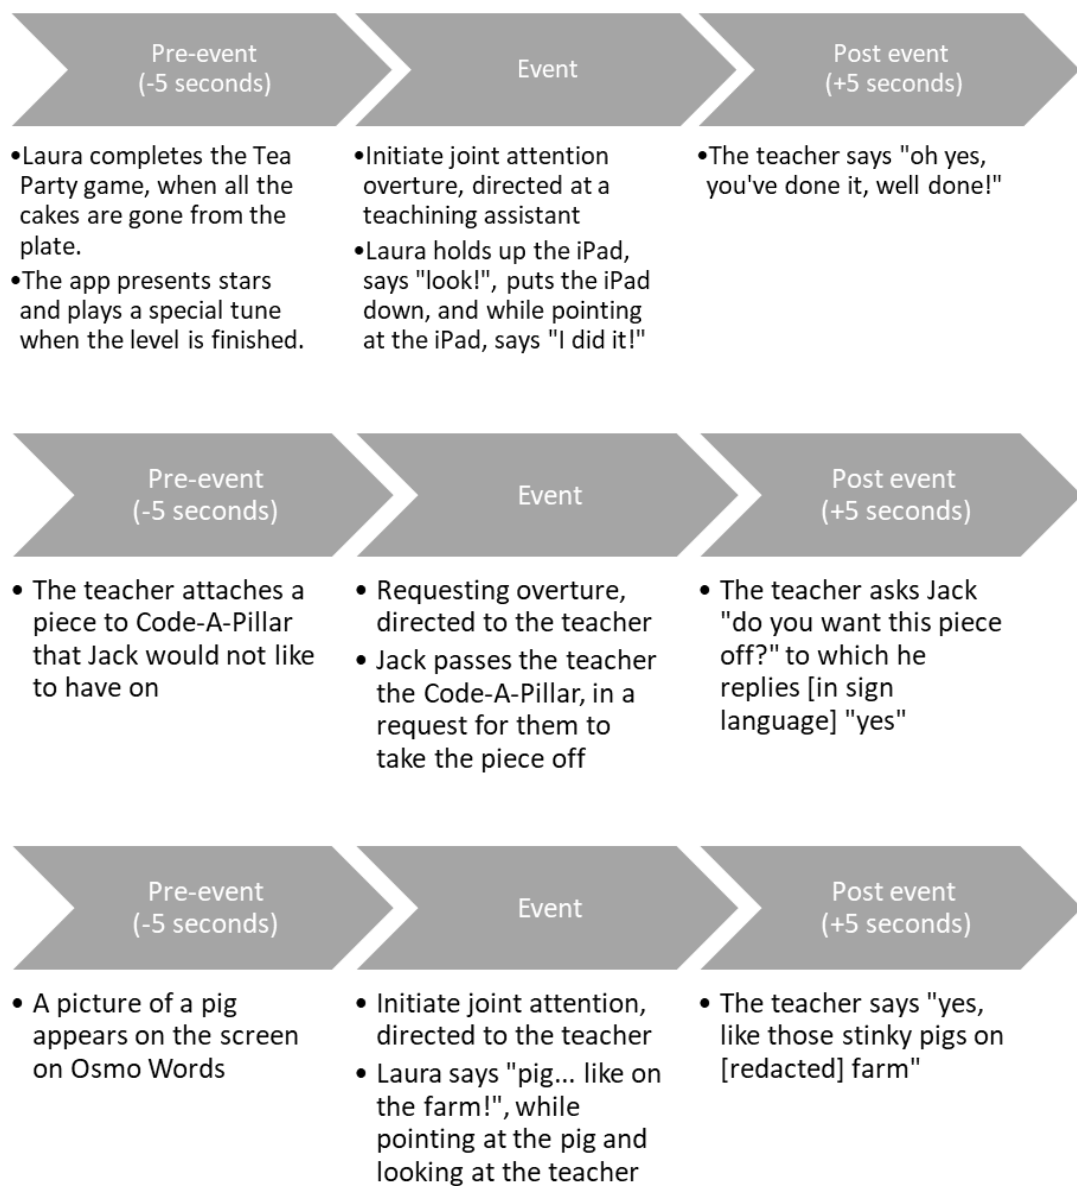 Pre-event
(-5 seconds)
Event
Post event
(+5 seconds)
•Laura completes the Tea
Party game, when all the
cakes are gone from the
plate.
•The app presents stars
and plays a special tune
when the level is finished.
•Initiate joint attention
overture, directed at a
teachining assistant
•Laura holds up the iPad,
says "look!", puts the iPad
down, and while pointing
at the iPad, says "I did it!"
•The teacher says "oh yes,
you've done it, well done!"
Pre-event
(-5 seconds)
Event
Post event
(+5 seconds)
• The teacher attaches a
piece to Code-A-Pillar
that Jack would not like
to have on
• Requesting overture,
directed to the teacher
• Jack passes the teacher
the Code-A-Pillar, in a
request for them to
take the piece off
• The teacher asks Jack
"do you want this piece
off?" to which he
replies [in sign
language] "yes"
Pre-event
(-5 seconds)
Event
Post event
(+5 seconds)
• A picture of a pig
appears on the screen
on Osmo Words
• Initiate joint attention,
directed to the teacher
• Laura says "pig... like on
the farm!", while
pointing at the pig and
looking at the teacher
• The teacher says "yes,
like those stinky pigs on
[redacted] farm"